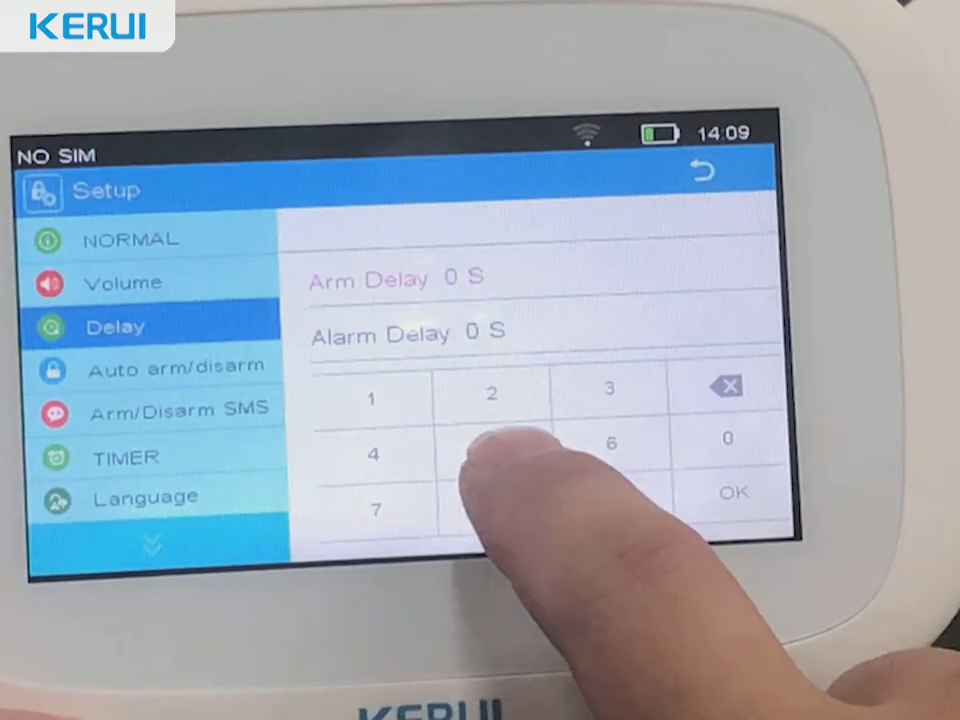 KERUI
NO SIM 14:09
Setup
NORMAL
Volume
Delay
Auto arm/disarm
Arm/Disarm SMS
TIMER
Language
Arm Delay 0 S
Alarm Delay 0 S
1 2 3
4 6 0
7 OK
KERUI